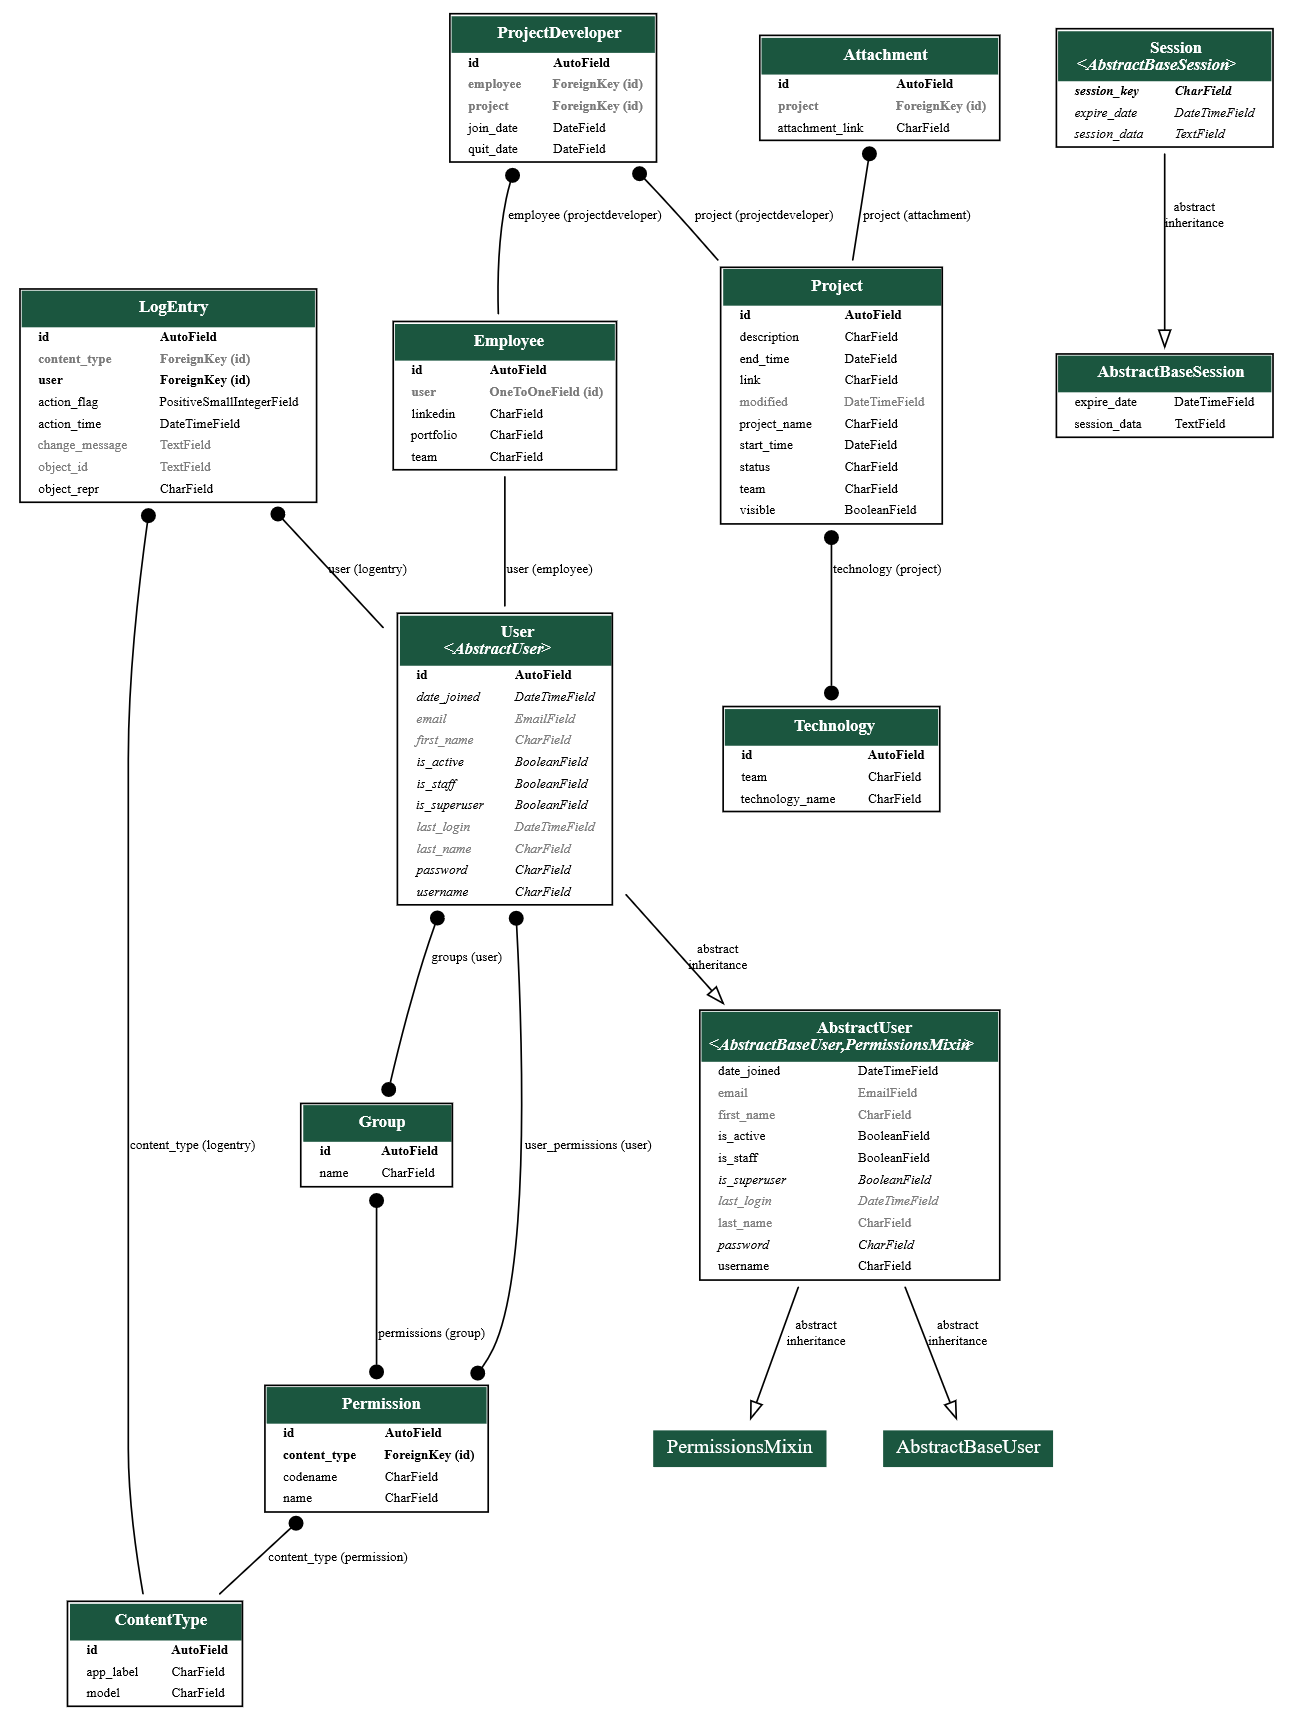 ProjectDeveloper
id AutoField
employee ForeignKey (id)
project ForeignKey (id)
join_date DateField
quit_date DateField
Attachment
id AutoField
project ForeignKey (id)
attachment_link CharField
Session
<AbstractBaseSession>
session_key CharField
expire_date DateTimeField
session_data TextField
employee (projectdeveloper)
project (projectdeveloper)
project (attachment)
abstract
inheritance
LogEntry
id AutoField
content_type ForeignKey (id)
user ForeignKey (id)
action_flag PositiveSmallIntegerField
action_time DateTimeField
change_message TextField
object_id TextField
object_repr CharField
Employee
id AutoField
user OneToOneField (id)
linkedin CharField
portfolio CharField
team CharField
Project
id AutoField
description CharField
end_time DateField
link CharField
modified DateTimeField
project_name CharField
start_time DateField
status CharField
team CharField
visible BooleanField
AbstractBaseSession
expire_date DateTimeField
session_data TextField
user (logentry)
user (employee)
technology (project)
User
<AbstractUser>
id AutoField
date_joined DateTimeField
email EmailField
first_name CharField
is_active BooleanField
is_staff BooleanField
is_superuser BooleanField
last_login DateTimeField
last_name CharField
password CharField
username CharField
Technology
id AutoField
team CharField
technology_name CharField
groups (user)
abstract
inheritance
AbstractUser
<AbstractBaseUser,PermissionsMixin>
date_joined DateTimeField
email EmailField
first_name CharField
is_active BooleanField
is_staff BooleanField
is_superuser BooleanField
last_login DateTimeField
last_name CharField
password CharField
username CharField
Group
id AutoField
name CharField
content_type (logentry)
user_permissions (user)
permissions (group)
abstract
inheritance
abstract
inheritance
Permission
id AutoField
content_type ForeignKey (id)
codename CharField
name CharField
PermissionsMixin
AbstractBaseUser
content_type (permission)
ContentType
id AutoField
app_label CharField
model CharField